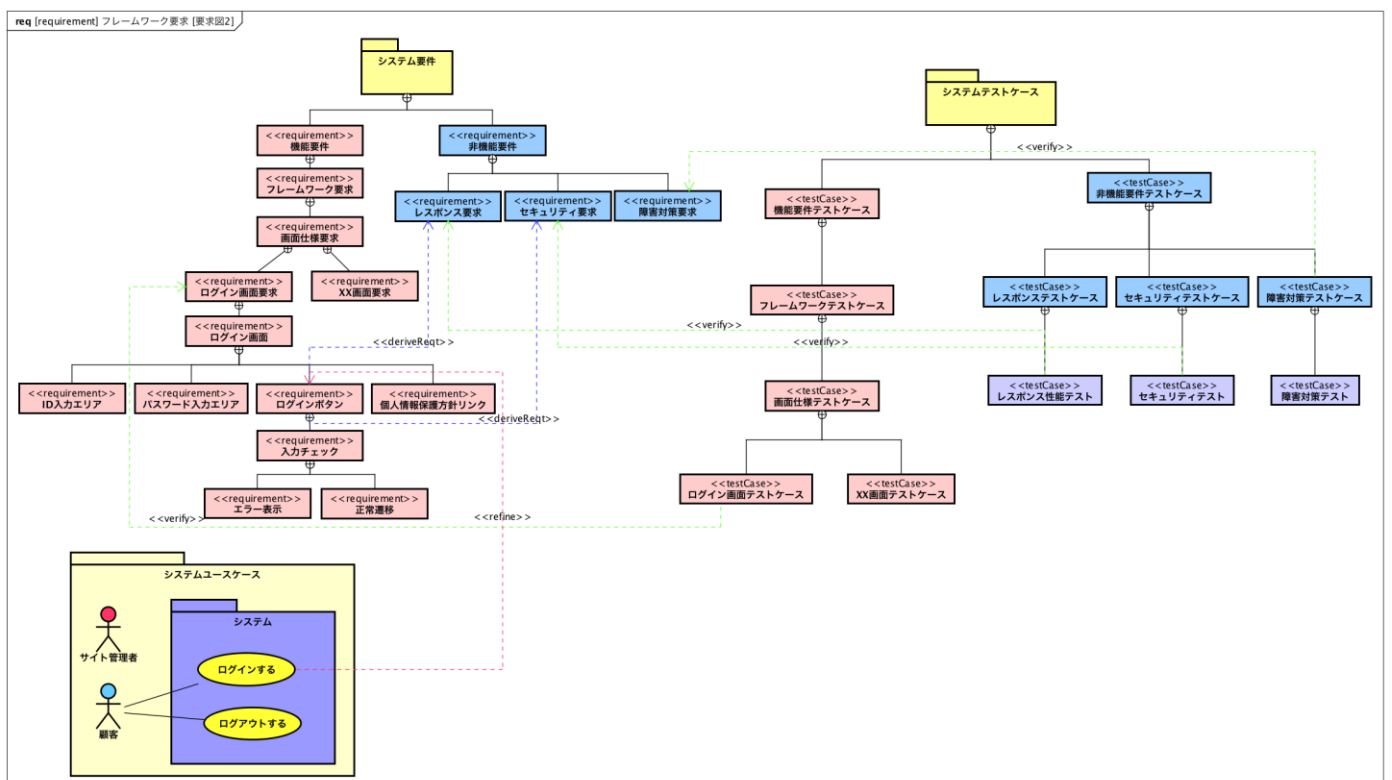 req [requirement] フレームワーク要求 [要求図2]
システム要件
システムテストケース
<<requirement>>
機能要件
<<requirement>>
非機能要件
<<verify>>
<<requirement>>
フレームワーク要求
<<requirement>>
レスポンス要求
<<requirement>>
セキュリティ要求
<<requirement>>
障害対策要求
<<testCase>>
機能要件テストケース
<<testCase>>
非機能要件テストケース
<<requirement>>
画面仕様要求
<<requirement>>
ログイン画面要求
<<requirement>>
XX画面要求
<<testCase>>
フレームワークテストケース
<<testCase>>
レスポンステストケース
<<testCase>>
セキュリティテストケース
<<testCase>>
障害対策テストケース
<<requirement>>
ログイン画面
<<verify>>
<<deriveReqt>>
<<verify>>
<<requirement>>
ID入力エリア
<<requirement>>
パスワード入力エリア
<<requirement>>
ログインボタン
<<requirement>>
個人情報保護方針リンク
<<testCase>>
画面仕様テストケース
<<testCase>>
レスポンス性能テスト
<<testCase>>
セキュリティテスト
<<testCase>>
障害対策テスト
<<deriveReqt>>
<<requirement>>
入力チェック
<<testCase>>
ログイン画面テストケース
<<testCase>>
XX画面テストケース
<<requirement>>
エラー表示
<<requirement>>
正常遷移
<<verify>>
<<refine>>
システムユースケース
システム
サイト管理者
ログインする
顧客
ログアウトする